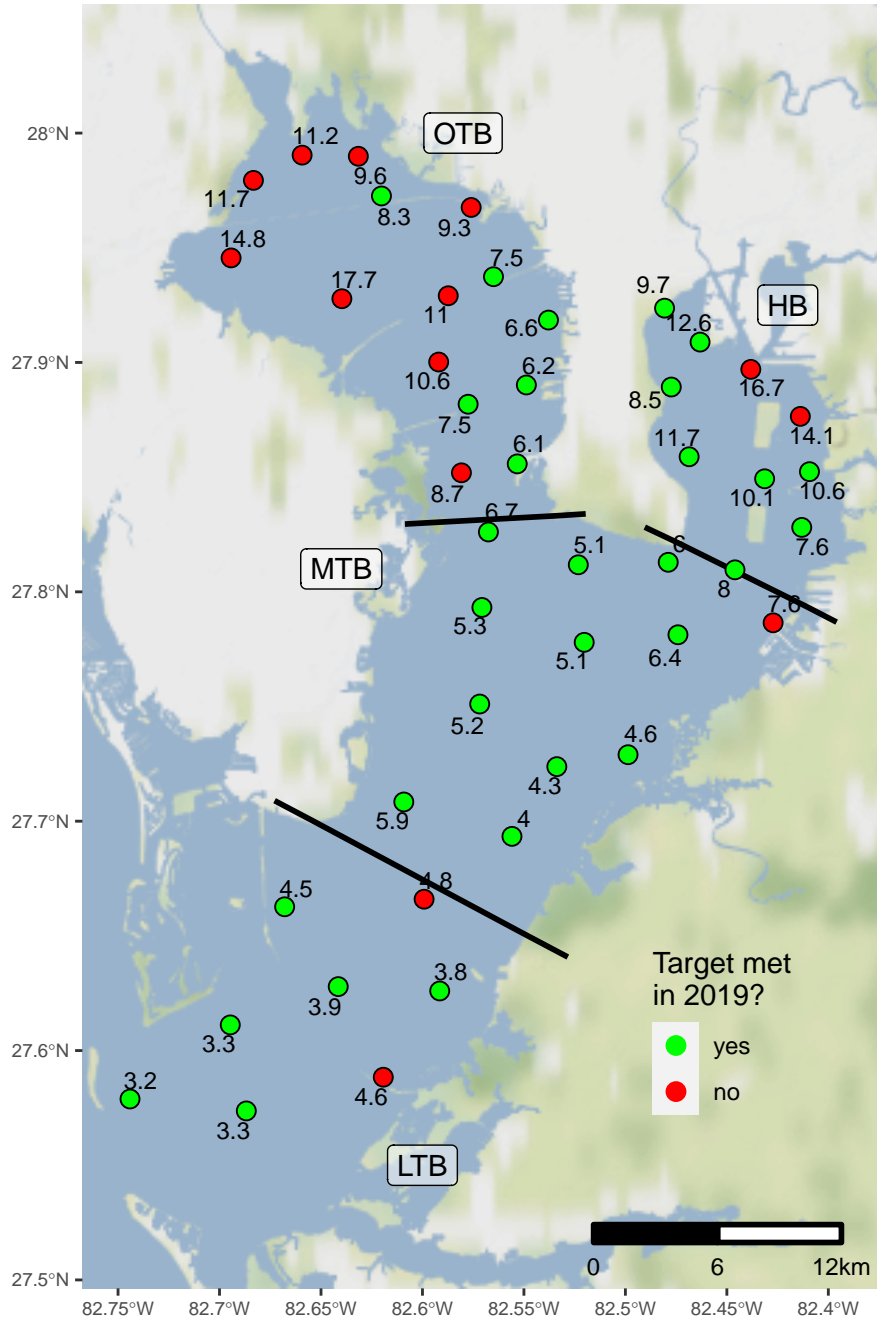 28°N
27.9°N
27.8°N
27.7°N
27.6°N
27.5°N
OTB
11.2
9.6
11.7
8.3
9.3
14.8
7.5
17.7
11
6.6
9.7
12.6
HB
10.6
6.2
16.7
7.5
8.5
14.1
6.1
11.7
8.7
10.1
10.6
6.7
7.6
MTB
5.1
6
8
7.6
5.3
5.1
6.4
5.2
4.6
4.3
5.9
4
4.8
4.5
3.8
3.9
3.3
3.2
4.6
3.3
LTB
Target met
in 2019?
yes
no
0 6 12km
82.75°W 82.7°W 82.65°W 82.6°W 82.55°W 82.5°W 82.45°W 82.4°W